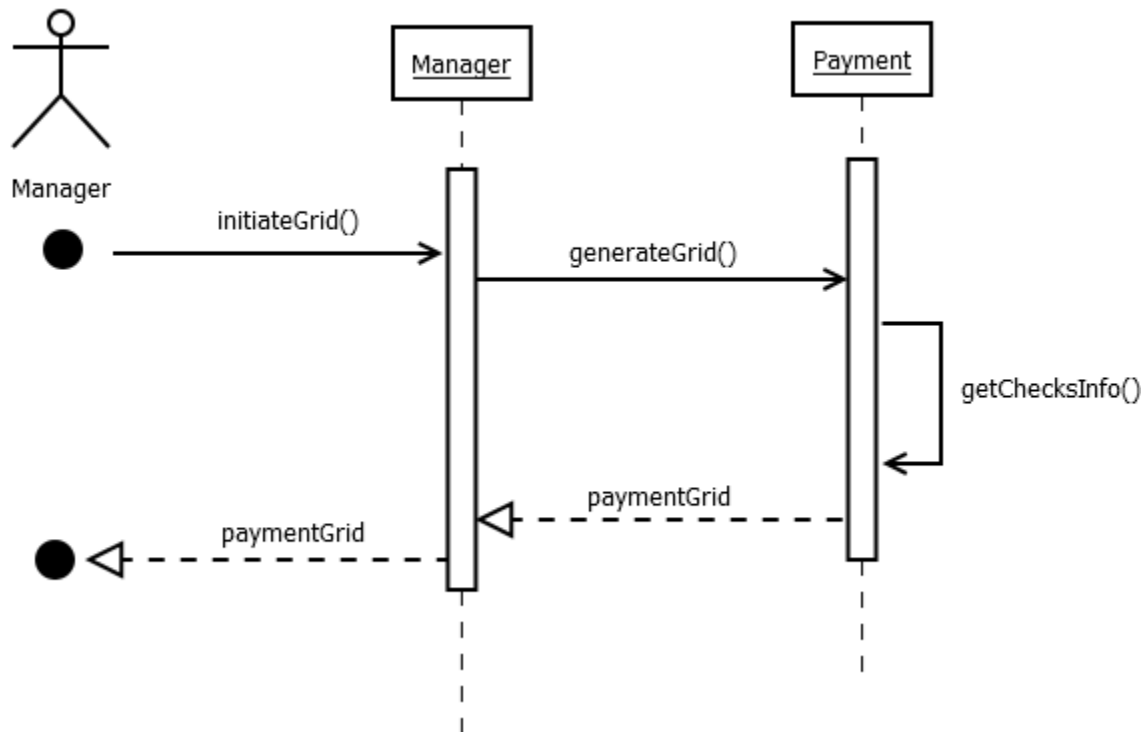 Manager
Payment
Manager
initiateGrid()
generateGrid()
getChecksInfo()
paymentGrid
paymentGrid